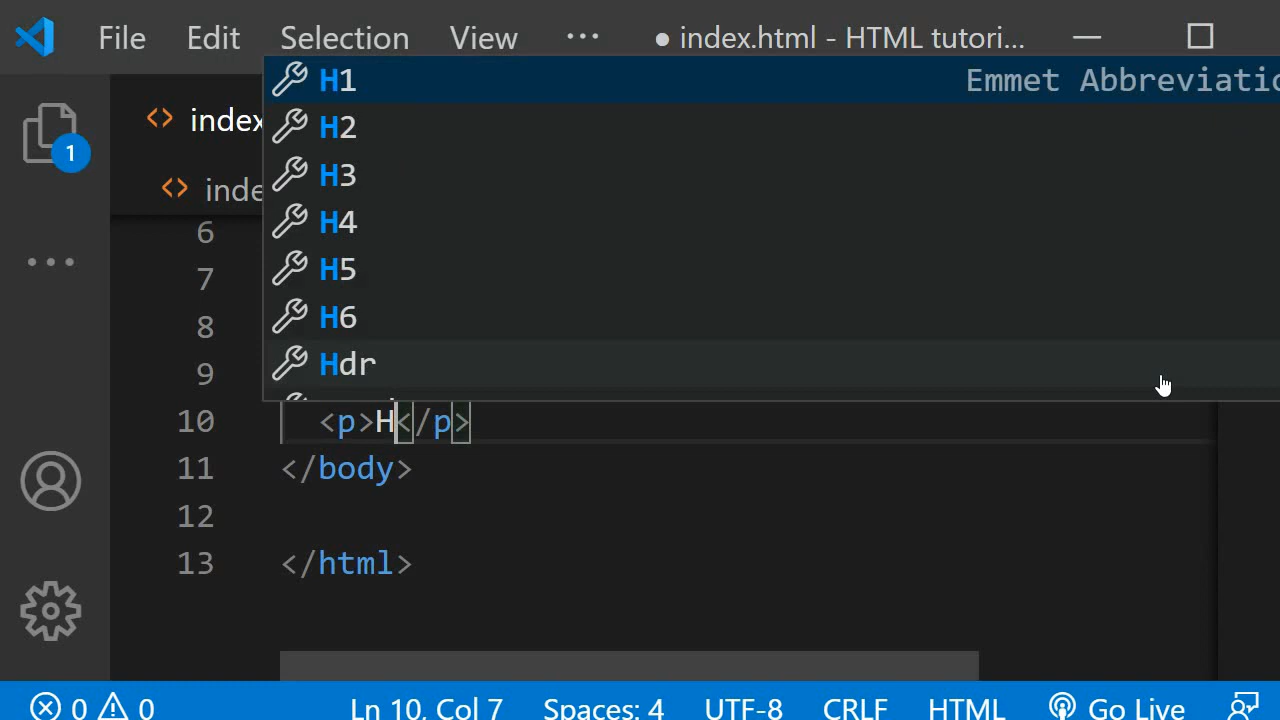 File Edit Selection View ··· ● index.html - HTML tutori...
H1 Emmet Abbreviatio
<> index
H2
1
H3
<> inde
H4
6
H5
7
H6
8
Hdr
9
10 <p>H</p>
11 </body>
12
13 </html>
0 0 Ln 10, Col 7 Spaces: 4 UTF-8 CRLF HTML Go Live